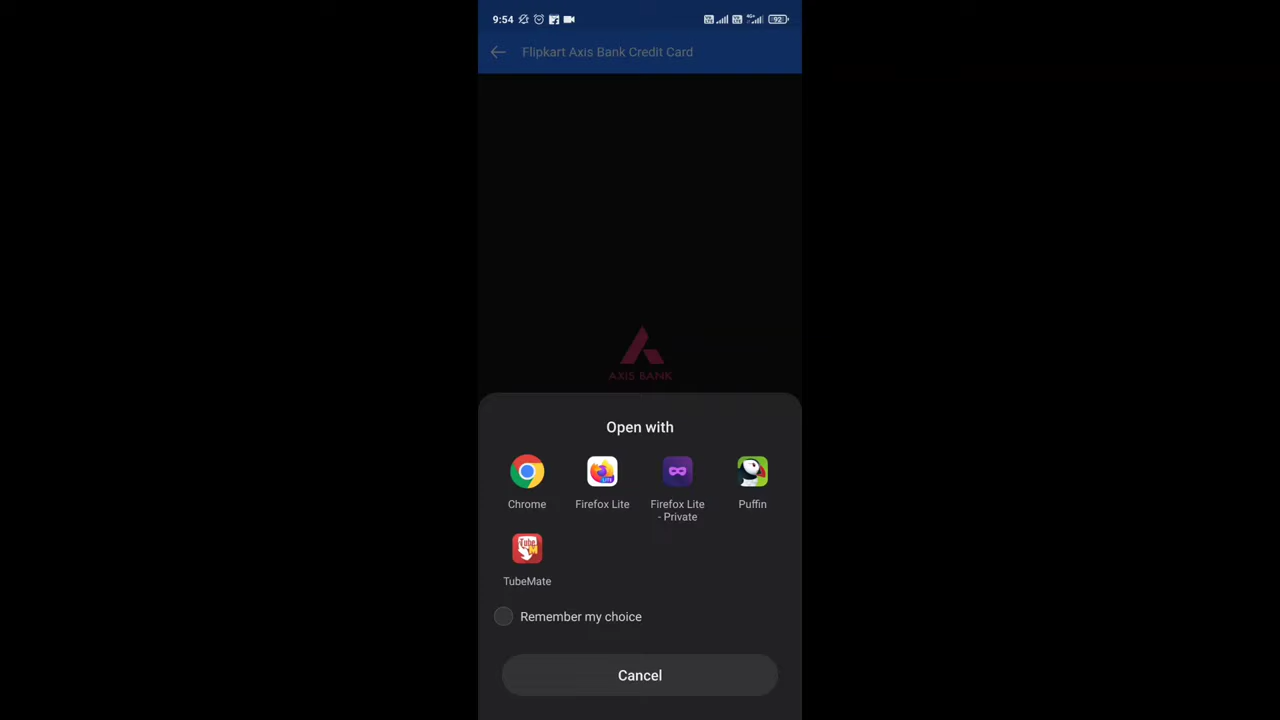 9:54
92
Flipkart Axis Bank Credit Card
AXIS BANK
Open with
Chrome
Firefox Lite
Firefox Lite
- Private
Puffin
TubeMate
Remember my choice
Cancel